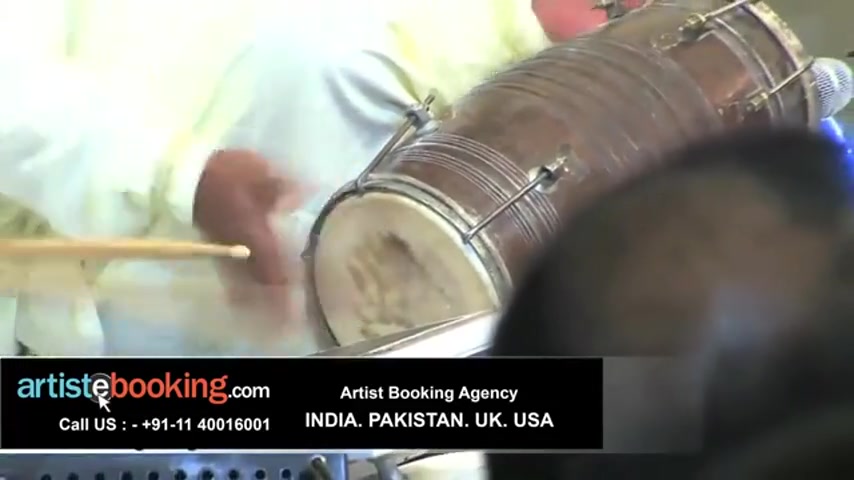 artistebooking.com
Call US : - +91-11 40016001
Artist Booking Agency
INDIA. PAKISTAN. UK. USA